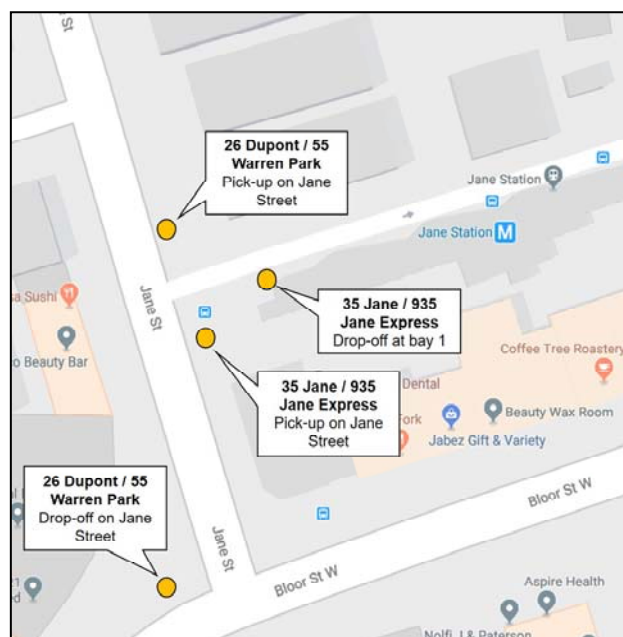 St
26 Dupont / 55
Warren Park
Pick-up on Jane
Street
Jane Station
Jane Station
M
Jane St
35 Jane / 935
Jane Express
Drop-off at bay 1
sa Sushi
o Beauty Bar
Coffee Tree Roastery
35 Jane / 935
Jane Express
Pick-up on Jane
Street
Dental
Fork
Beauty Wax Room
Jabez Gift & Variety
26 Dupont / 55
Warren Park
Drop-off on Jane
Street
Jane St
Bloor St W
Bloor St W
Aspire Health
Nolfi J & Paterson